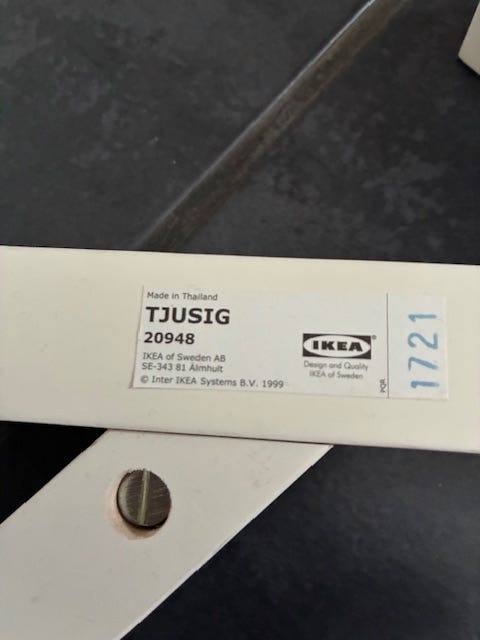 Made in Thailand
TJUSIG
20948
IKEA of Sweden AB
SE-343 81 Älmhult
© Inter IKEA Systems B.V. 1999
IKEA®
Design and Quality
IKEA of Sweden
PQR
1721